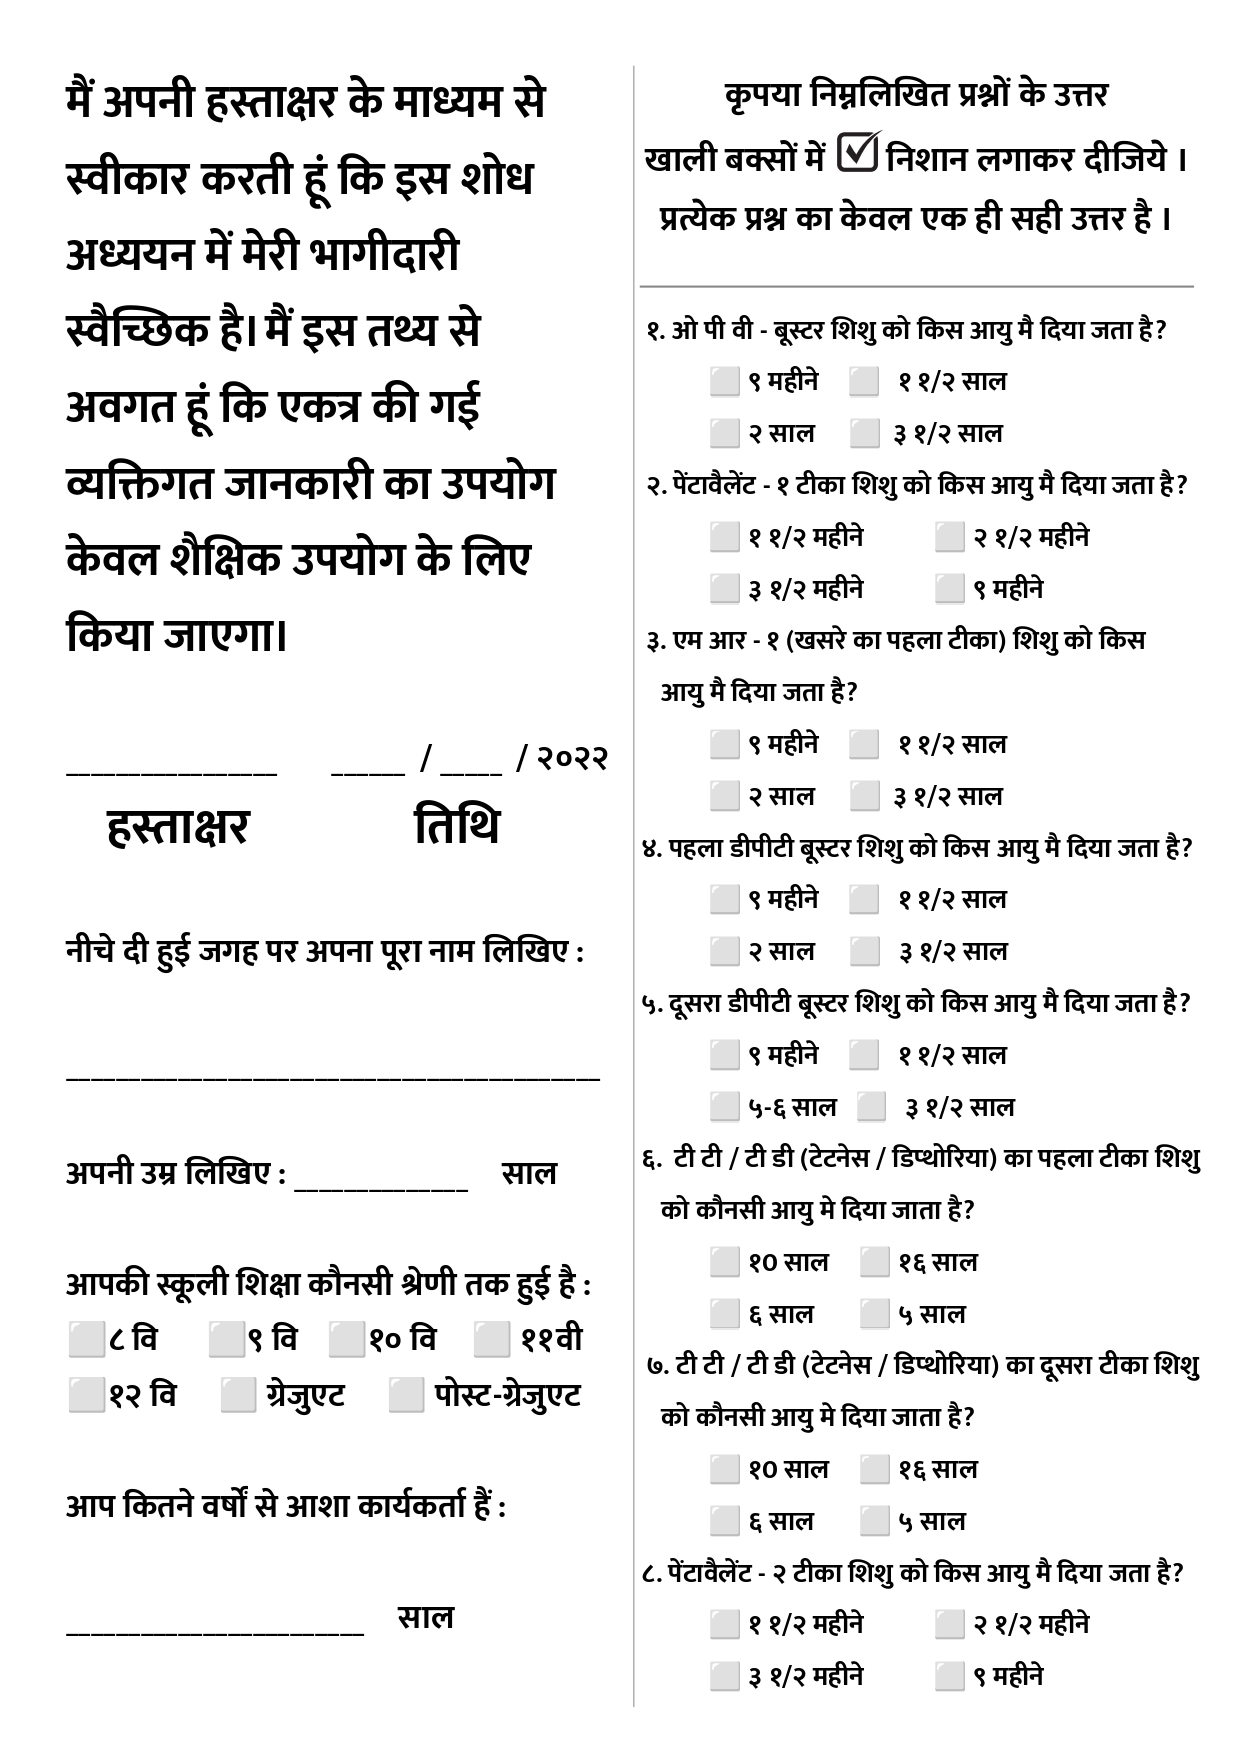 मैं अपनी हस्ताक्षर के माध्यम से
स्वीकार करती हूं कि इस शोध
अध्ययन में मेरी भागीदारी
स्वैच्छिक है। मैं इस तथ्य से
अवगत हूं कि एकत्र की गई
व्यक्तिगत जानकारी का उपयोग
केवल शैक्षिक उपयोग के लिए
किया जाएगा।
_________________ ______ / _____ / २०२२
हस्ताक्षर तिथि
नीचे दी हुई जगह पर अपना पूरा नाम लिखिए :
___________________________________________
अपनी उम्र लिखिए : ______________ साल
आपकी स्कूली शिक्षा कौनसी श्रेणी तक हुई है :
⬜८ वि ⬜९ वि ⬜१० वि ⬜ ११वी
⬜१२ वि ⬜ ग्रेजुएट ⬜ पोस्ट-ग्रेजुएट
आप कितने वर्षों से आशा कार्यकर्ता हैं :
________________________ साल
कृपया निम्नलिखित प्रश्नों के उत्तर
खाली बक्सों में ☑ निशान लगाकर दीजिये ।
प्रत्येक प्रश्न का केवल एक ही सही उत्तर है ।
१. ओ पी वी - बूस्टर शिशु को किस आयु मै दिया जता है?
⬜ ९ महीने ⬜ १ १/२ साल
⬜ २ साल ⬜ ३ १/२ साल
२. पेंटावैलेंट - १ टीका शिशु को किस आयु मै दिया जता है?
⬜ १ १/२ महीने ⬜ २ १/२ महीने
⬜ ३ १/२ महीने ⬜ ९ महीने
३. एम आर - १ (खसरे का पहला टीका) शिशु को किस
आयु मै दिया जता है?
⬜ ९ महीने ⬜ १ १/२ साल
⬜ २ साल ⬜ ३ १/२ साल
४. पहला डीपीटी बूस्टर शिशु को किस आयु मै दिया जता है?
⬜ ९ महीने ⬜ १ १/२ साल
⬜ २ साल ⬜ ३ १/२ साल
५. दूसरा डीपीटी बूस्टर शिशु को किस आयु मै दिया जता है?
⬜ ९ महीने ⬜ १ १/२ साल
⬜ ५-६ साल ⬜ ३ १/२ साल
६. टी टी / टी डी (टेटनेस / डिप्थोरिया) का पहला टीका शिशु
को कौनसी आयु मे दिया जाता है?
⬜ १0 साल ⬜ १६ साल
⬜ ६ साल ⬜ ५ साल
७. टी टी / टी डी (टेटनेस / डिप्थोरिया) का दूसरा टीका शिशु
को कौनसी आयु मे दिया जाता है?
⬜ १0 साल ⬜ १६ साल
⬜ ६ साल ⬜ ५ साल
८. पेंटावैलेंट - २ टीका शिशु को किस आयु मै दिया जता है?
⬜ १ १/२ महीने ⬜ २ १/२ महीने
⬜ ३ १/२ महीने ⬜ ९ महीने